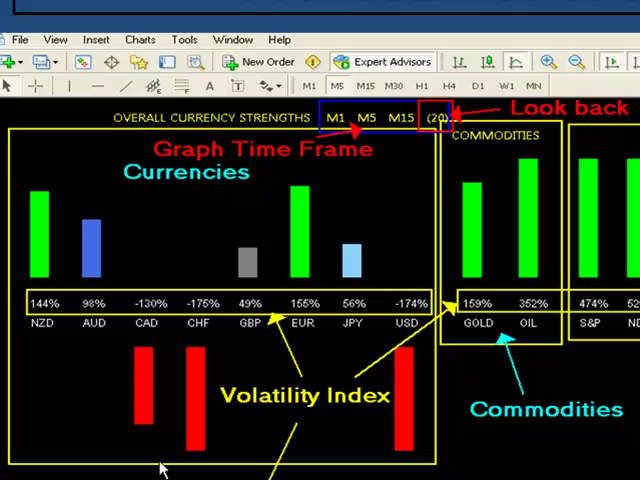 File View Insert Charts Tools Window Help
New Order Expert Advisors
A T M1 M5 M15 M30 H1 H4 D1 W1 MN
OVERALL CURRENCY STRENGTHS M1 M5 M15 (20) Look back
COMMODITIES
Graph Time Frame
Currencies
144% 98% -130% -175% 49% 155% 56% -174% 159% 352% 474%
NZD AUD CAD CHF GBP EUR JPY USD GOLD OIL S&P
Volatility Index
Commodities